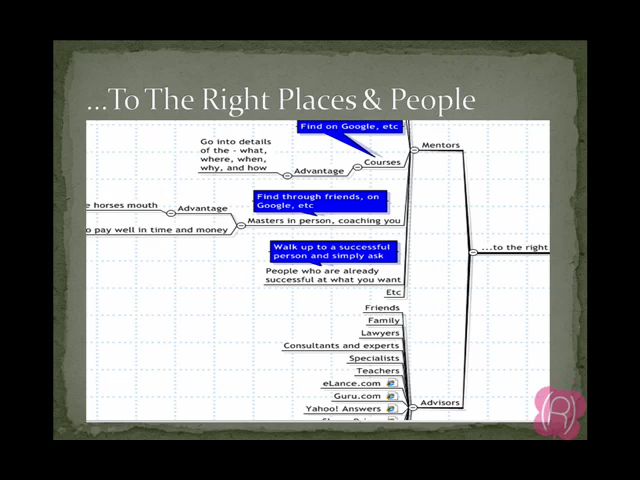 ...To The Right Places & People
Find on Google, etc
Mentors
Go into details
of the - what,
where, when,
why, and how
Advantage
Courses
Find through friends, on
Google, etc
e horses mouth
Advantage
Masters in person, coaching you
o pay well in time and money
Walk up to a successful
person and simply ask
...to the right
People who are already
successful at what you want
Etc
Friends
Family
Lawyers
Consultants and experts
Specialists
Teachers
eLance.com
Guru.com
Advisors
Yahoo! Answers
(R)